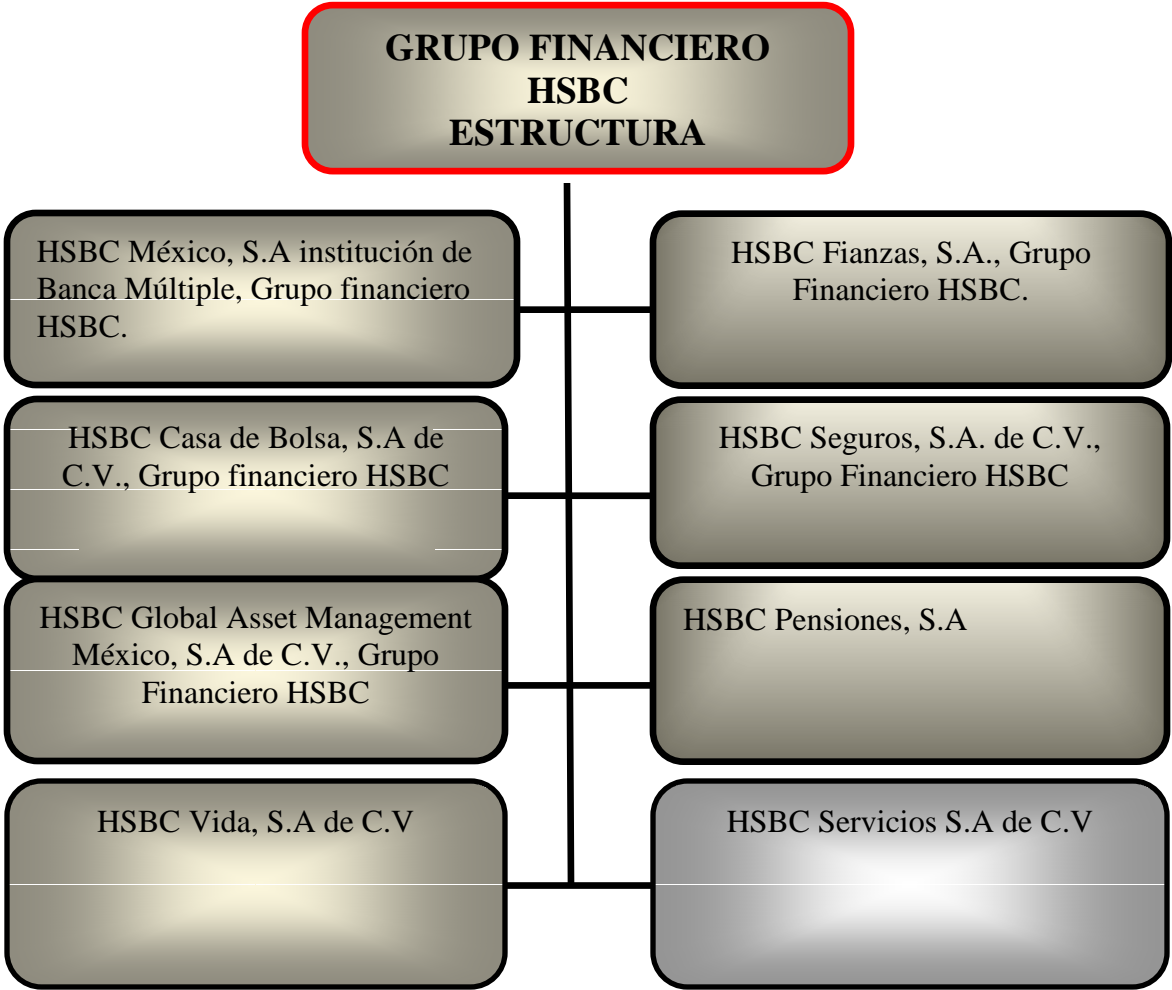 GRUPO FINANCIERO
HSBC
ESTRUCTURA
HSBC México, S.A institución de
Banca Múltiple, Grupo financiero
HSBC.
HSBC Fianzas, S.A., Grupo
Financiero HSBC.
HSBC Casa de Bolsa, S.A de
C.V., Grupo financiero HSBC
HSBC Seguros, S.A. de C.V.,
Grupo Financiero HSBC
HSBC Global Asset Management
México, S.A de C.V., Grupo
Financiero HSBC
HSBC Pensiones, S.A
HSBC Vida, S.A de C.V
HSBC Servicios S.A de C.V